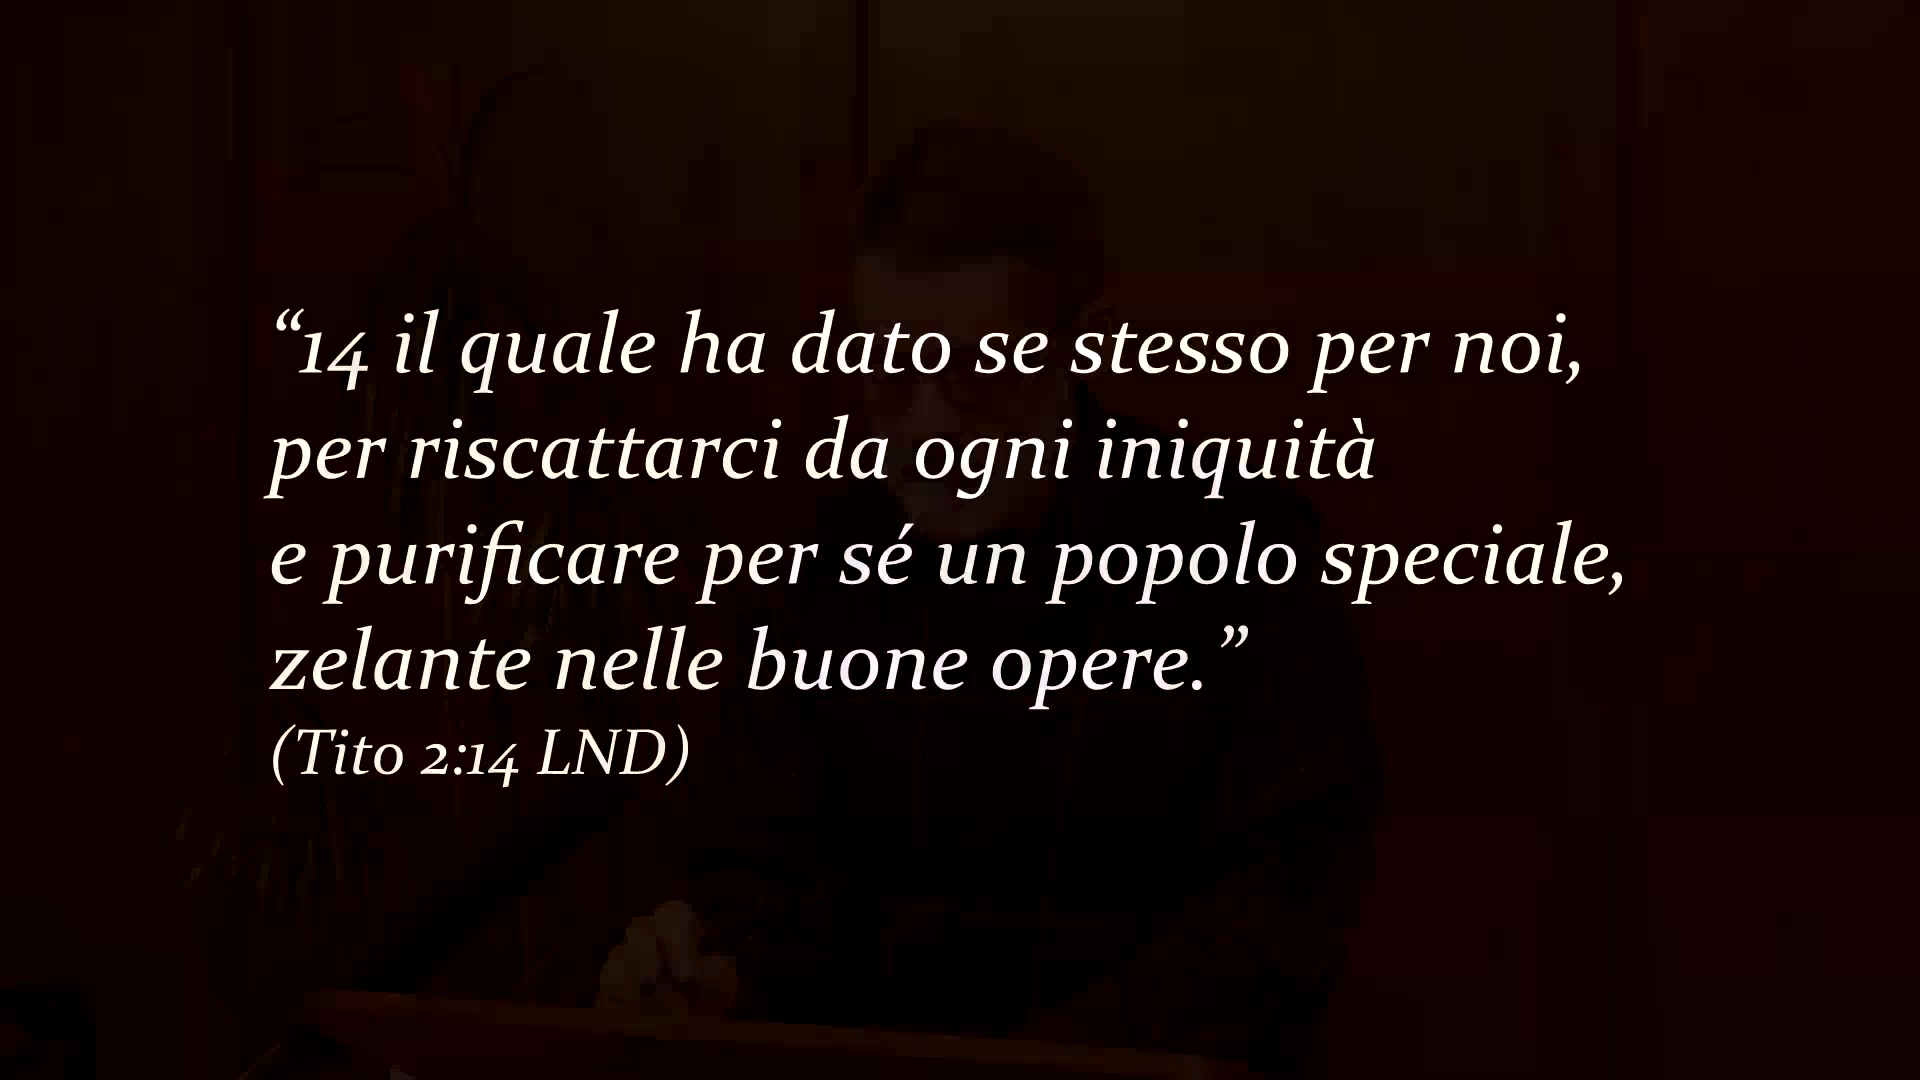 “14 il quale ha dato se stesso per noi,
per riscattarci da ogni iniquità
e purificare per sé un popolo speciale,
zelante nelle buone opere.”
(Tito 2:14 LND)